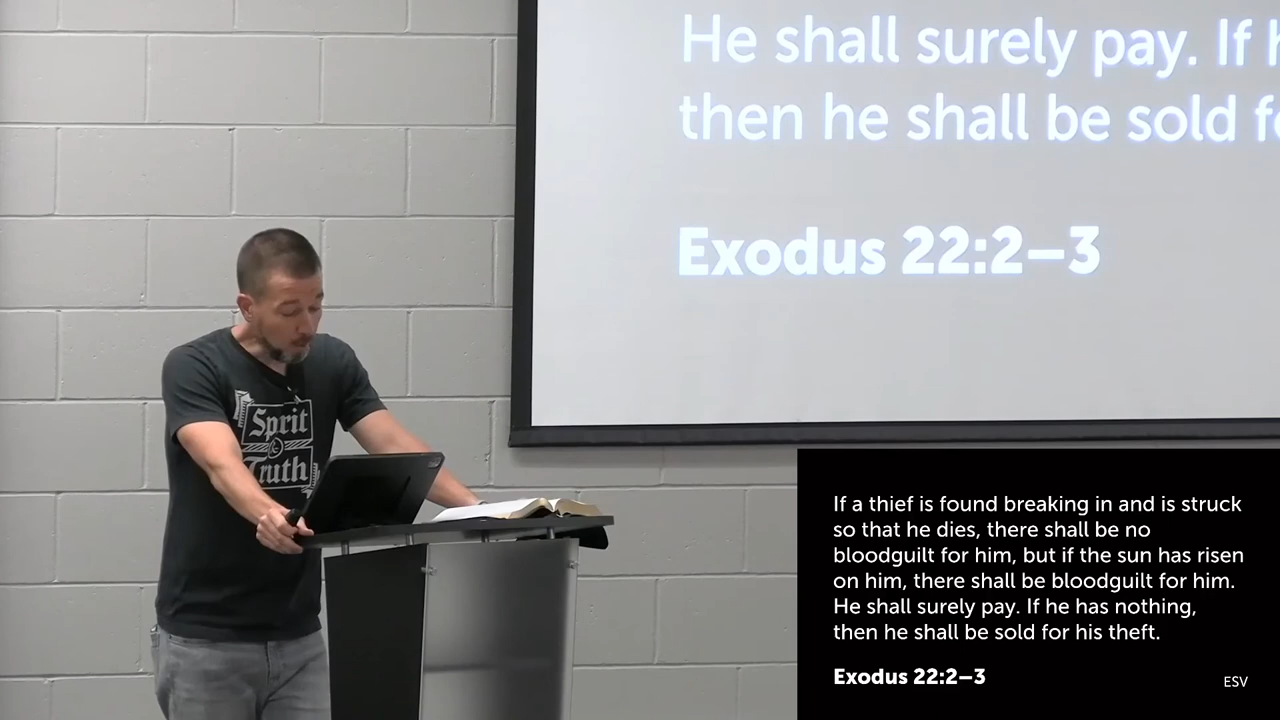 He shall surely pay. If
then he shall be sold
Exodus 22:2–3
Sprit
&
Truth
If a thief is found breaking in and is struck
so that he dies, there shall be no
bloodguilt for him, but if the sun has risen
on him, there shall be bloodguilt for him.
He shall surely pay. If he has nothing,
then he shall be sold for his theft.
Exodus 22:2–3
ESV